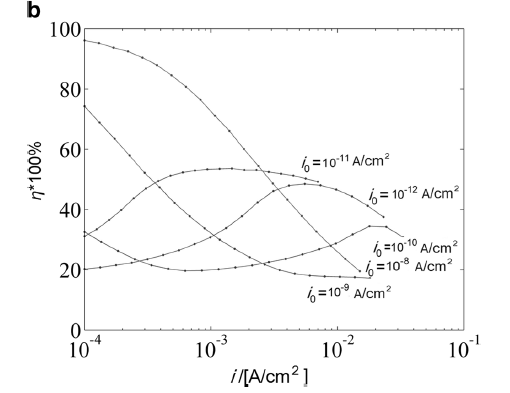 b
100
80
60
40
20
0
η*100%
i₀=10⁻¹¹ A/cm²
i₀=10⁻¹² A/cm²
i₀=10⁻¹⁰ A/cm²
i₀=10⁻⁸ A/cm²
i₀=10⁻⁹ A/cm²
10⁻⁴ 10⁻³ 10⁻² 10⁻¹
i/[A/cm²]